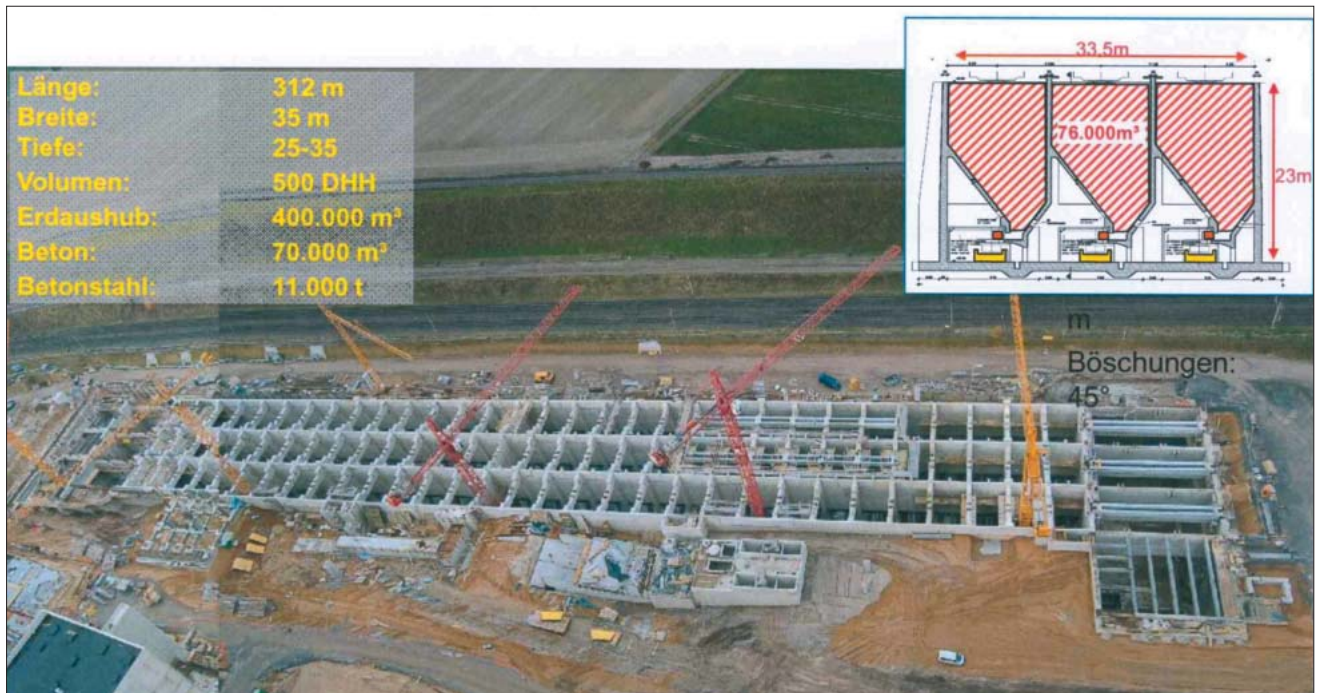 Länge: 312 m
Breite: 35 m
Tiefe: 25-35
Volumen: 500 DHH
Erdaushub: 400.000 m³
Beton: 70.000 m³
Betonstahl: 11.000 t
33,5m
76.000m³
23m
m
Böschungen:
45°